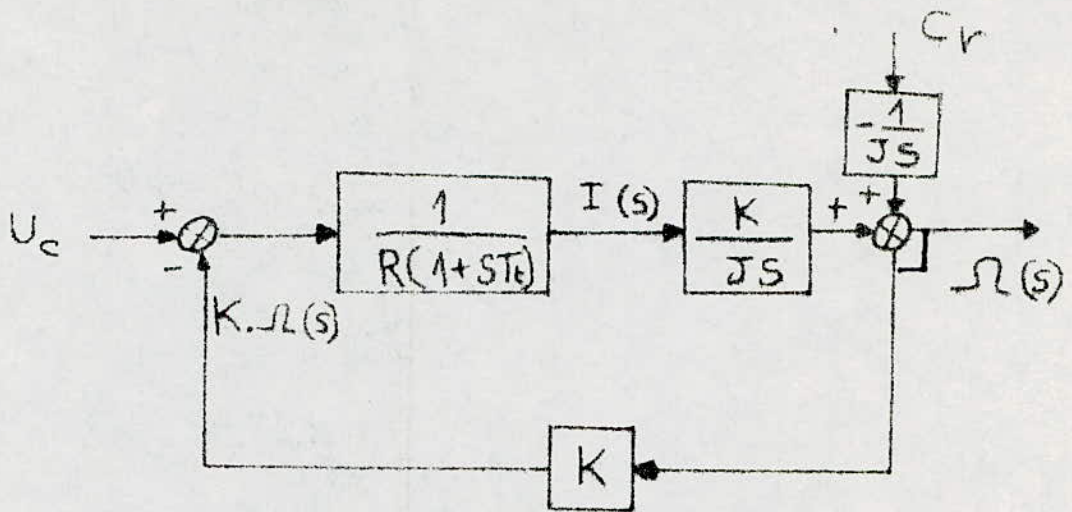 Cr
-1
JS
+
+
+
Uc
-
1
R(1+STt)
I(s)
K
JS
Ω(s)
K.Ω(s)
K